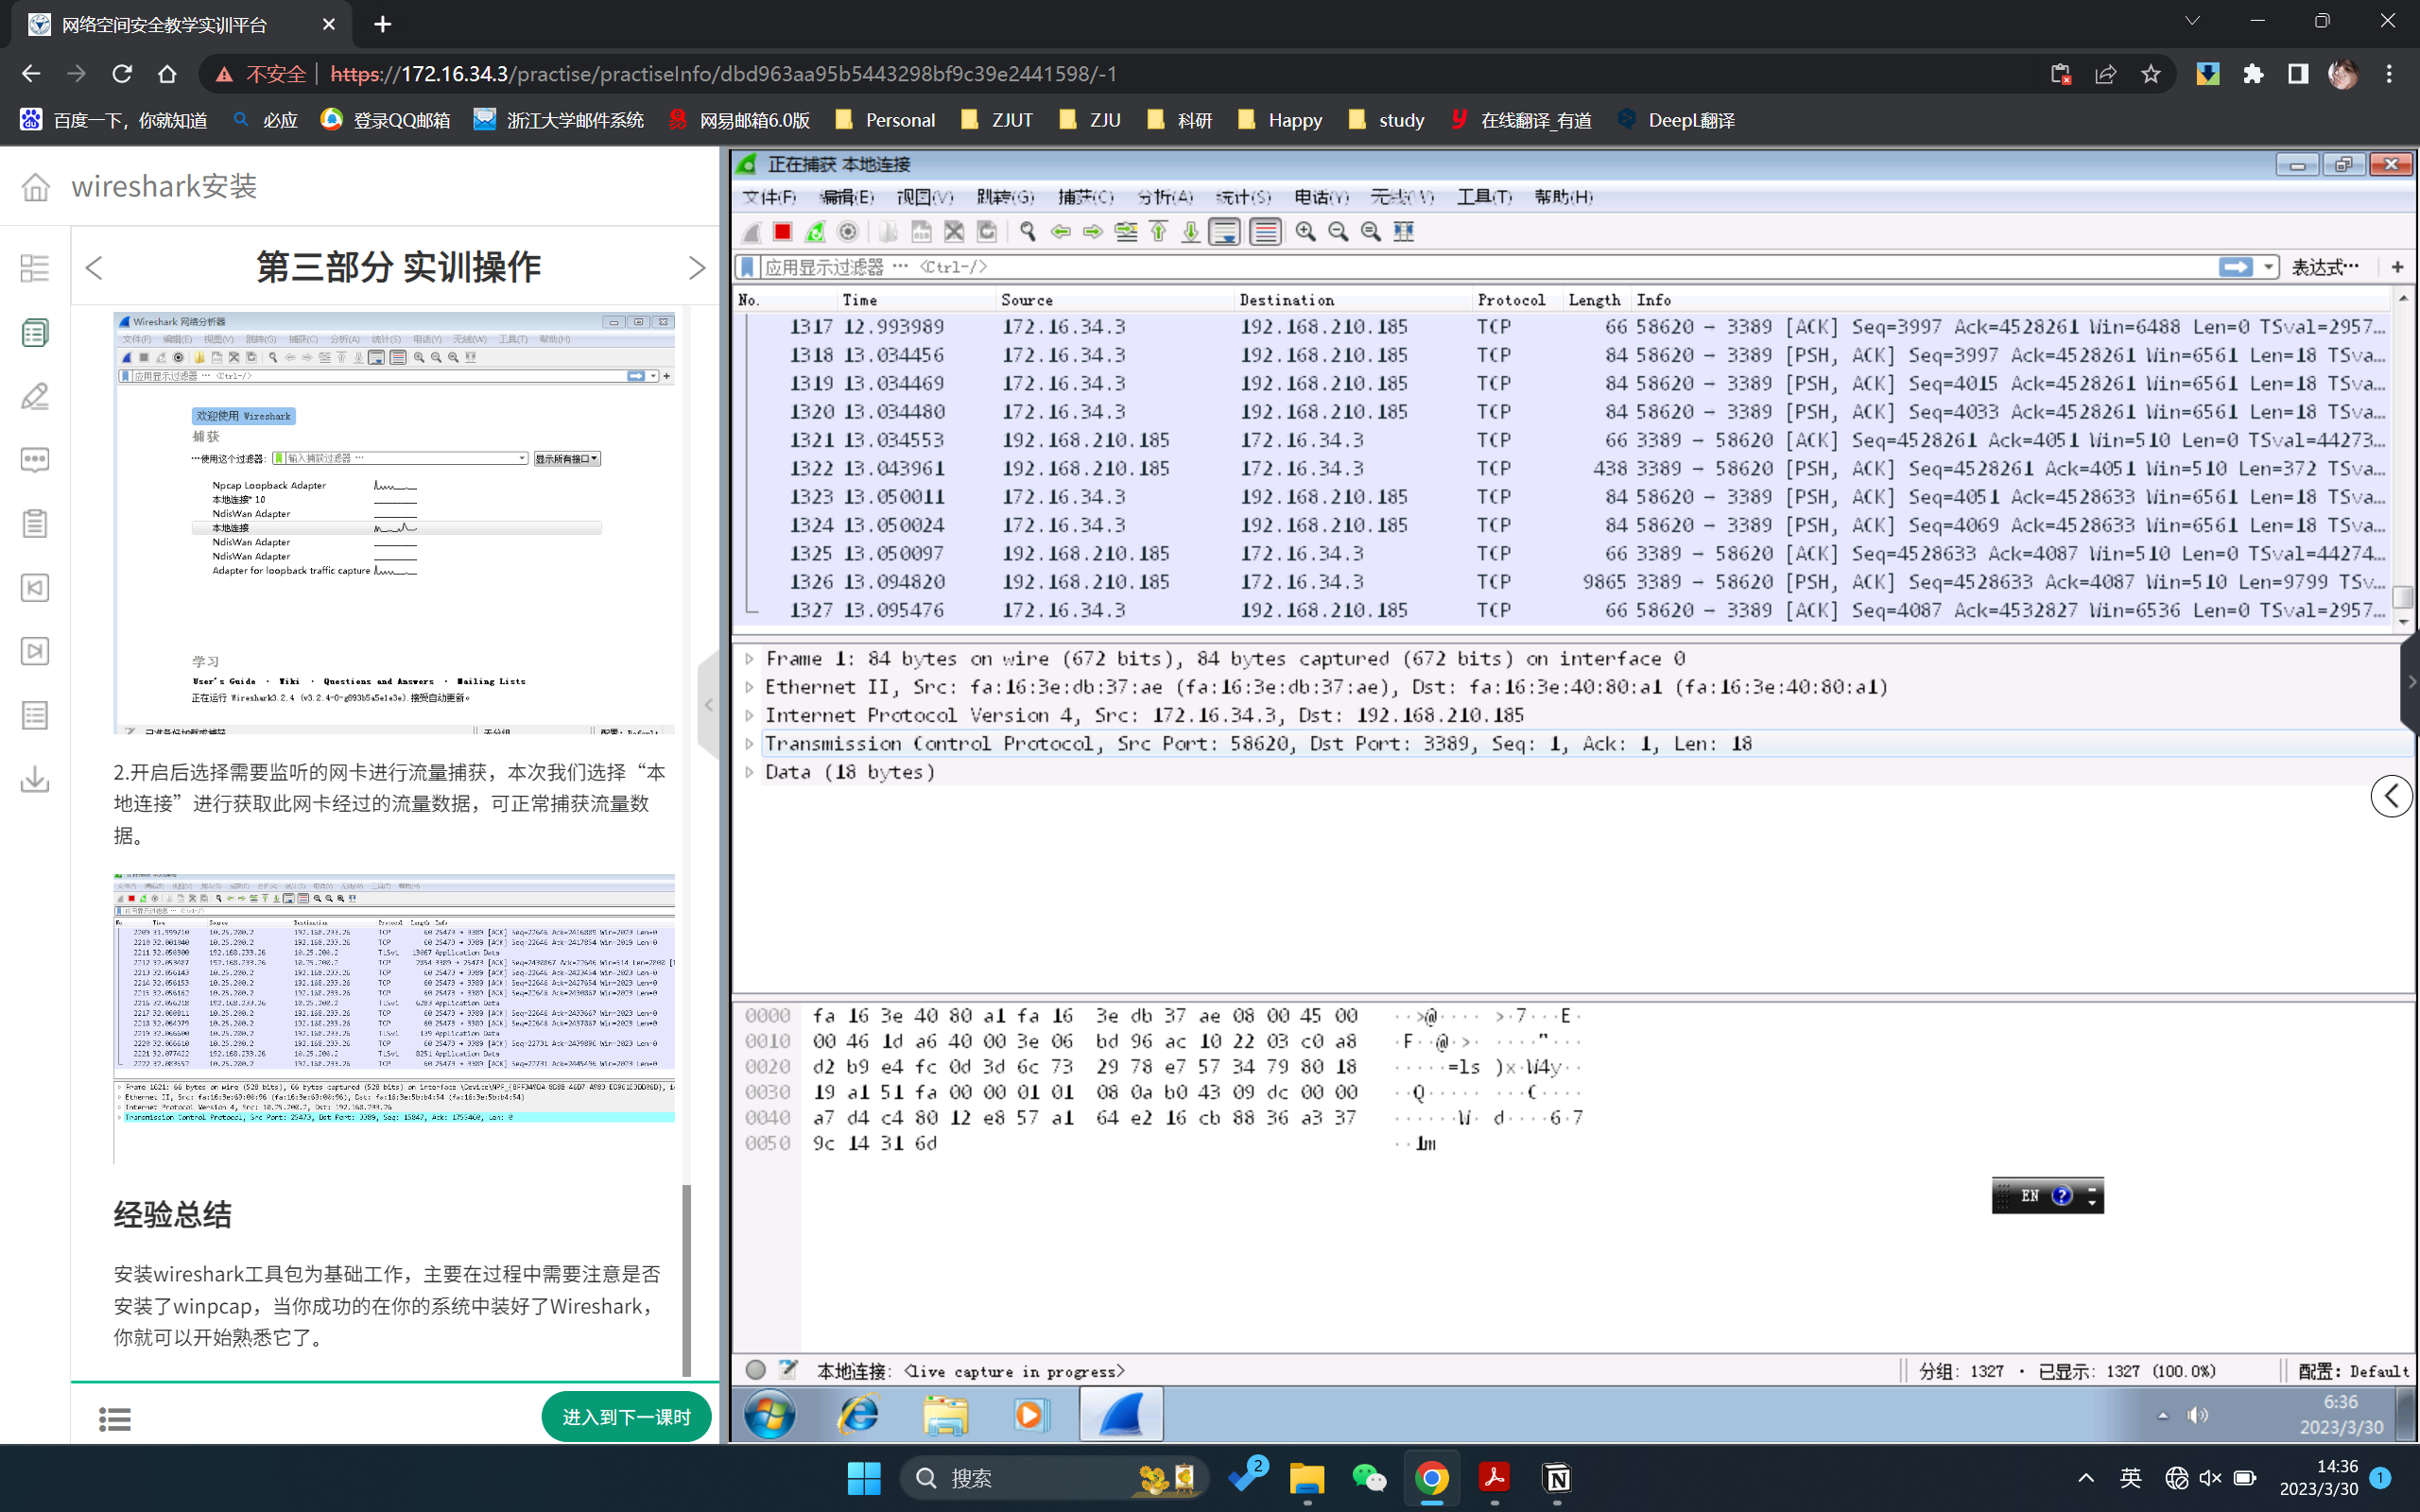 网络空间安全教学实训平台
不安全 https://172.16.34.3/practise/practiseInfo/dbd963aa95b5443298bf9c39e2441598/-1
百度一下，你就知道 必应 登录QQ邮箱 浙江大学邮件系统 网易邮箱6.0版 Personal ZJUT ZJU 科研 Happy study 在线翻译_有道 DeepL翻译
wireshark安装
第三部分 实训操作
Wireshark 网络分析器
文件(F) 编辑(E) 视图(V) 跳转(G) 捕获(C) 分析(A) 统计(S) 电话(Y) 无线(W) 工具(T) 帮助(H)
应用显示过滤器 … <Ctrl-/>
欢迎使用 Wireshark
捕获
…使用这个过滤器: 输入捕获过滤器 … 显示所有接口
Npcap Loopback Adapter
本地连接* 10
NdisWan Adapter
本地连接
NdisWan Adapter
NdisWan Adapter
Adapter for loopback traffic capture
学习
User's Guide · Wiki · Questions and Answers · Mailing Lists
正在运行 Wireshark3.2.4 (v3.2.4-0-g893b5a5e1e3e).接受自动更新。
2.开启后选择需要监听的网卡进行流量捕获，本次我们选择“本
地连接”进行获取此网卡经过的流量数据，可正常捕获流量数
据。
经验总结
安装wireshark工具包为基础工作，主要在过程中需要注意是否
安装了winpcap，当你成功的在你的系统中装好了Wireshark，
你就可以开始熟悉它了。
进入到下一课时
正在捕获 本地连接
文件(F) 编辑(E) 视图(V) 跳转(G) 捕获(C) 分析(A) 统计(S) 电话(Y) 无线(W) 工具(T) 帮助(H)
应用显示过滤器 … <Ctrl-/> 表达式… +
No. Time Source Destination Protocol Length Info
1317 12.993989 172.16.34.3 192.168.210.185 TCP 66 58620 → 3389 [ACK] Seq=3997 Ack=4528261 Win=6488 Len=0 TSval=2957…
1318 13.034456 172.16.34.3 192.168.210.185 TCP 84 58620 → 3389 [PSH, ACK] Seq=3997 Ack=4528261 Win=6561 Len=18 TSva…
1319 13.034469 172.16.34.3 192.168.210.185 TCP 84 58620 → 3389 [PSH, ACK] Seq=4015 Ack=4528261 Win=6561 Len=18 TSva…
1320 13.034480 172.16.34.3 192.168.210.185 TCP 84 58620 → 3389 [PSH, ACK] Seq=4033 Ack=4528261 Win=6561 Len=18 TSva…
1321 13.034553 192.168.210.185 172.16.34.3 TCP 66 3389 → 58620 [ACK] Seq=4528261 Ack=4051 Win=510 Len=0 TSval=44273…
1322 13.043961 192.168.210.185 172.16.34.3 TCP 438 3389 → 58620 [PSH, ACK] Seq=4528261 Ack=4051 Win=510 Len=372 TSva…
1323 13.050011 172.16.34.3 192.168.210.185 TCP 84 58620 → 3389 [PSH, ACK] Seq=4051 Ack=4528633 Win=6561 Len=18 TSva…
1324 13.050024 172.16.34.3 192.168.210.185 TCP 84 58620 → 3389 [PSH, ACK] Seq=4069 Ack=4528633 Win=6561 Len=18 TSva…
1325 13.050097 192.168.210.185 172.16.34.3 TCP 66 3389 → 58620 [ACK] Seq=4528633 Ack=4087 Win=510 Len=0 TSval=44274…
1326 13.094820 192.168.210.185 172.16.34.3 TCP 9865 3389 → 58620 [PSH, ACK] Seq=4528633 Ack=4087 Win=510 Len=9799 TSv…
1327 13.095476 172.16.34.3 192.168.210.185 TCP 66 58620 → 3389 [ACK] Seq=4087 Ack=4532827 Win=6536 Len=0 TSval=2957…
Frame 1: 84 bytes on wire (672 bits), 84 bytes captured (672 bits) on interface 0
Ethernet II, Src: fa:16:3e:db:37:ae (fa:16:3e:db:37:ae), Dst: fa:16:3e:40:80:a1 (fa:16:3e:40:80:a1)
Internet Protocol Version 4, Src: 172.16.34.3, Dst: 192.168.210.185
Transmission Control Protocol, Src Port: 58620, Dst Port: 3389, Seq: 1, Ack: 1, Len: 18
Data (18 bytes)
0000 fa 16 3e 40 80 a1 fa 16 3e db 37 ae 08 00 45 00 ··>@···· >·7···E·
0010 00 46 1d a6 40 00 3e 06 bd 96 ac 10 22 03 c0 a8 ·F··@·>· ····"···
0020 d2 b9 e4 fc 0d 3d 6c 73 29 78 e7 57 34 79 80 18 ·····=ls )x·W4y··
0030 19 a1 51 fa 00 00 01 01 08 0a b0 43 09 dc 00 00 ··Q····· ···C····
0040 a7 d4 c4 80 12 e8 57 a1 64 e2 16 cb 88 36 a3 37 ······W· d····6·7
0050 9c 14 31 6d ··1m
EN
本地连接: <live capture in progress> 分组: 1327 · 已显示: 1327 (100.0%) 配置: Default
6:36
2023/3/30
搜索 2 英 14:36
2023/3/30 1